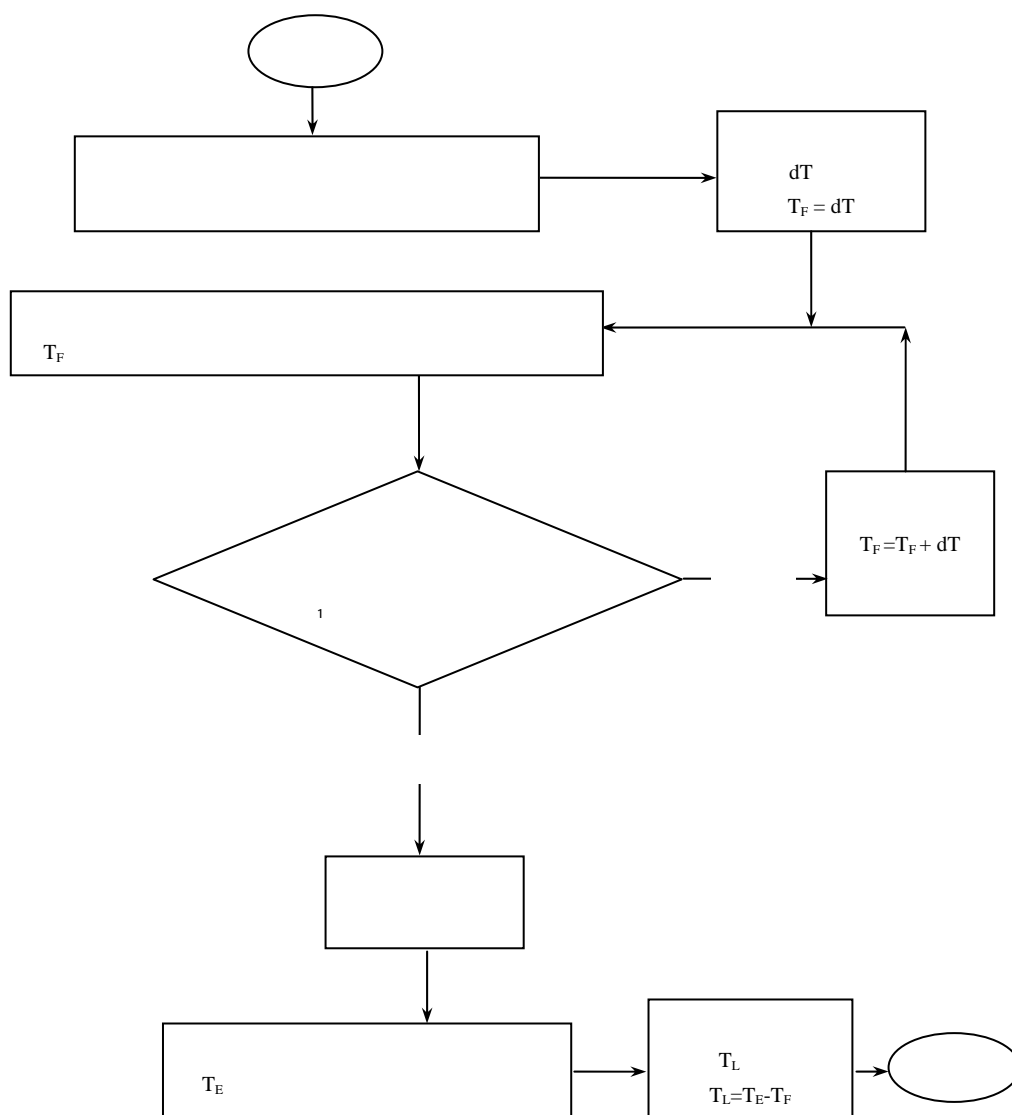 dT
T_F = dT
T_F
T_F=T_F + dT
1
T_E
T_L
T_L=T_E-T_F